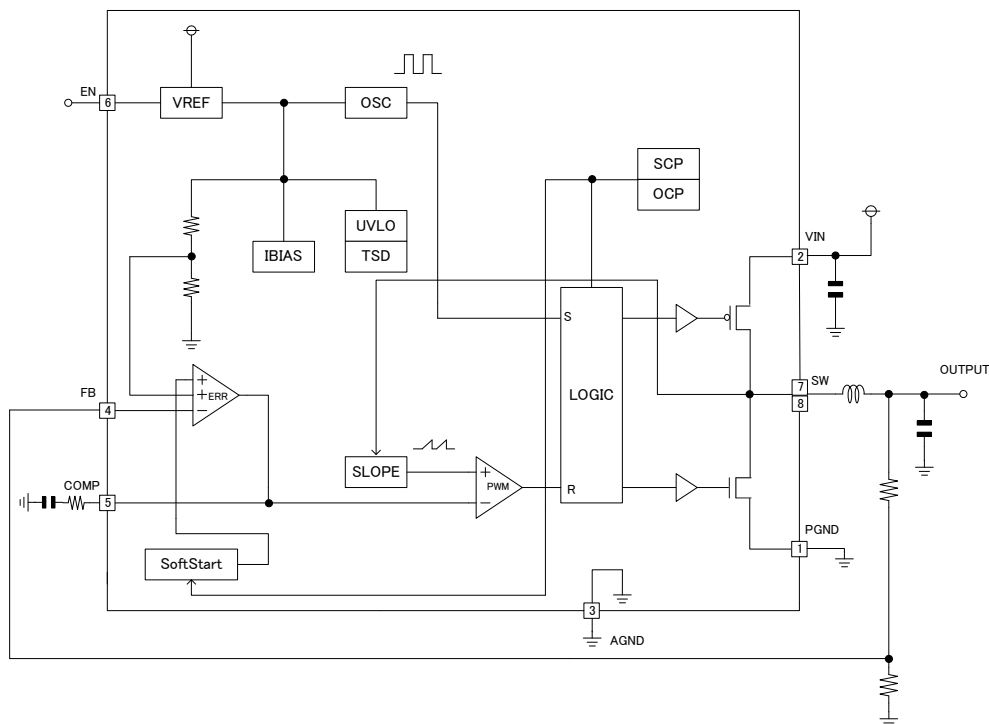 EN
6
VREF
OSC
SCP
OCP
UVLO
TSD
IBIAS
VIN
2
S
LOGIC
R
SW
7
8
OUTPUT
FB
4
+
+
−
ERR
COMP
5
SLOPE
+
−
PWM
SoftStart
PGND
1
3
AGND